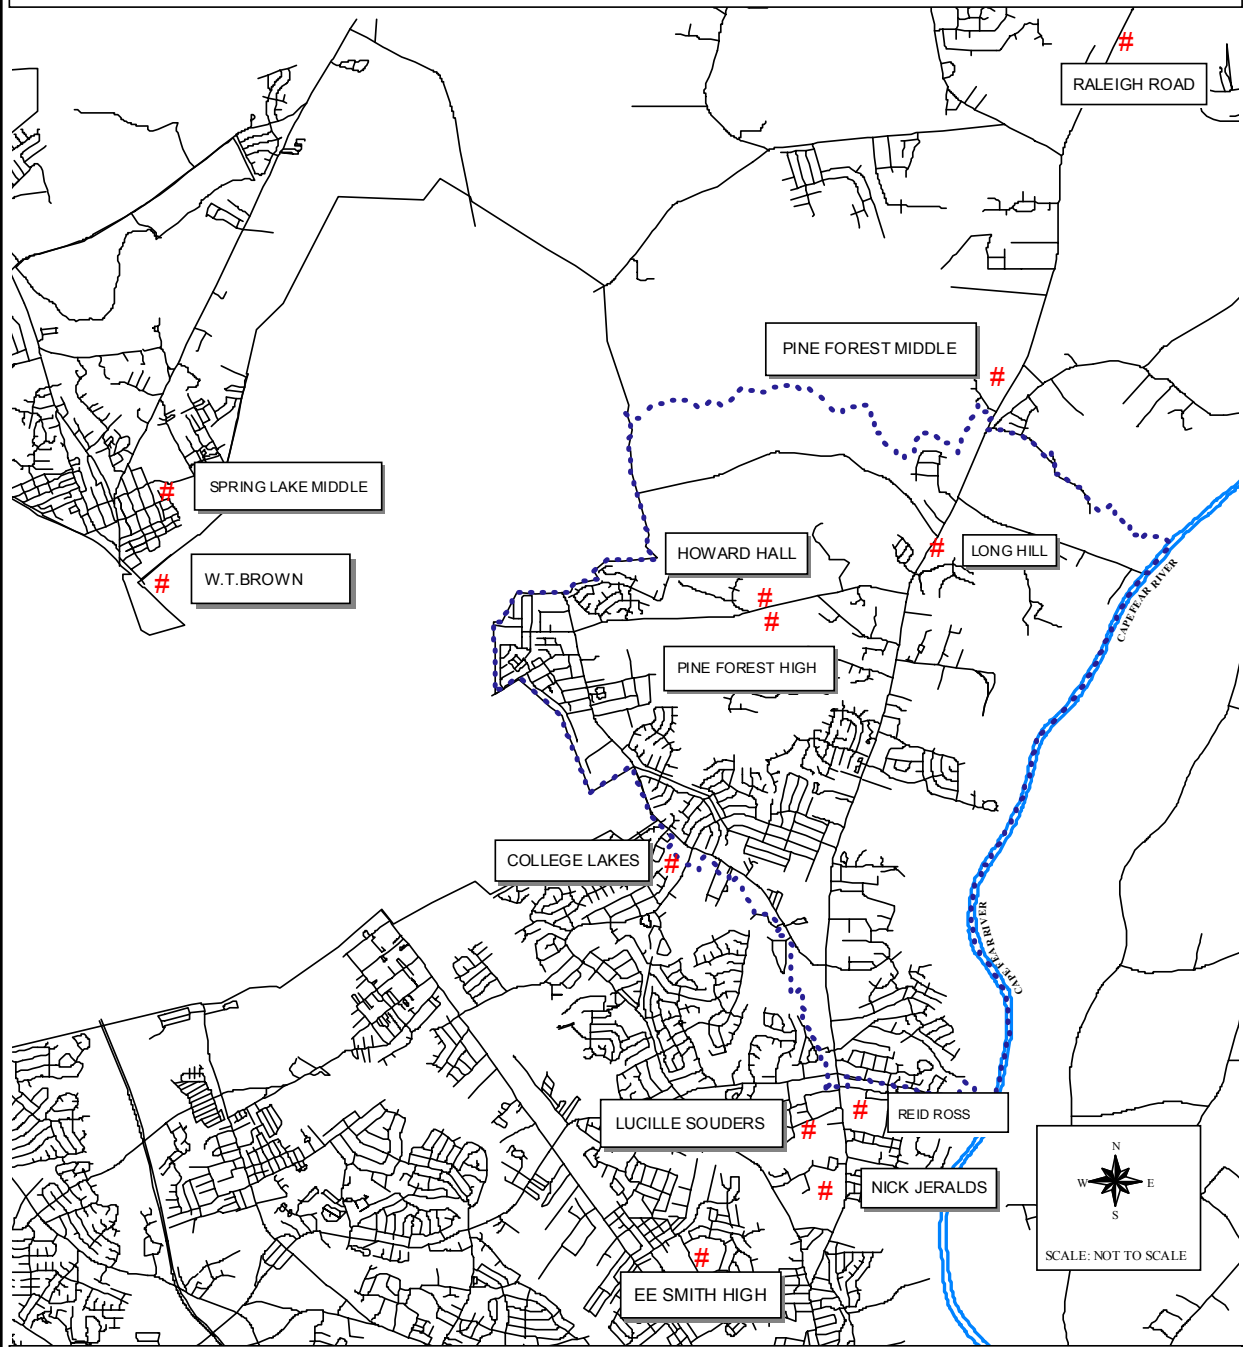 #
RALEIGH ROAD
PINE FOREST MIDDLE
#
SPRING LAKE MIDDLE
#
HOWARD HALL
#
LONG HILL
W.T.BROWN
#
#
#
PINE FOREST HIGH
CAPE FEAR RIVER
COLLEGE LAKES
#
CAPE FEAR RIVER
LUCILLE SOUDERS
#
#
REID ROSS
#
NICK JERALDS
N
W
E
S
SCALE: NOT TO SCALE
#
EE SMITH HIGH